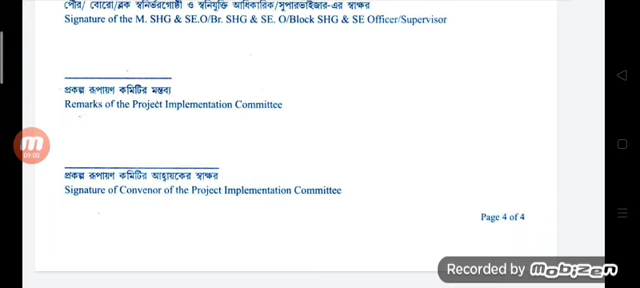 পৌর/ বোরো/ব্লক স্বনির্ভরগোষ্ঠী ও স্বনিযুক্তি আধিকারিক/সুপারভাইজার-এর স্বাক্ষর
Signature of the M. SHG & SE.O/Br. SHG & SE. O/Block SHG & SE Officer/Supervisor
প্রকল্প রূপায়ণ কমিটির মন্তব্য
Remarks of the Project Implementation Committee
09:00
প্রকল্প রূপায়ণ কমিটির আহ্বায়কের স্বাক্ষর
Signature of Convenor of the Project Implementation Committee
Page 4 of 4
Recorded by Mobizen